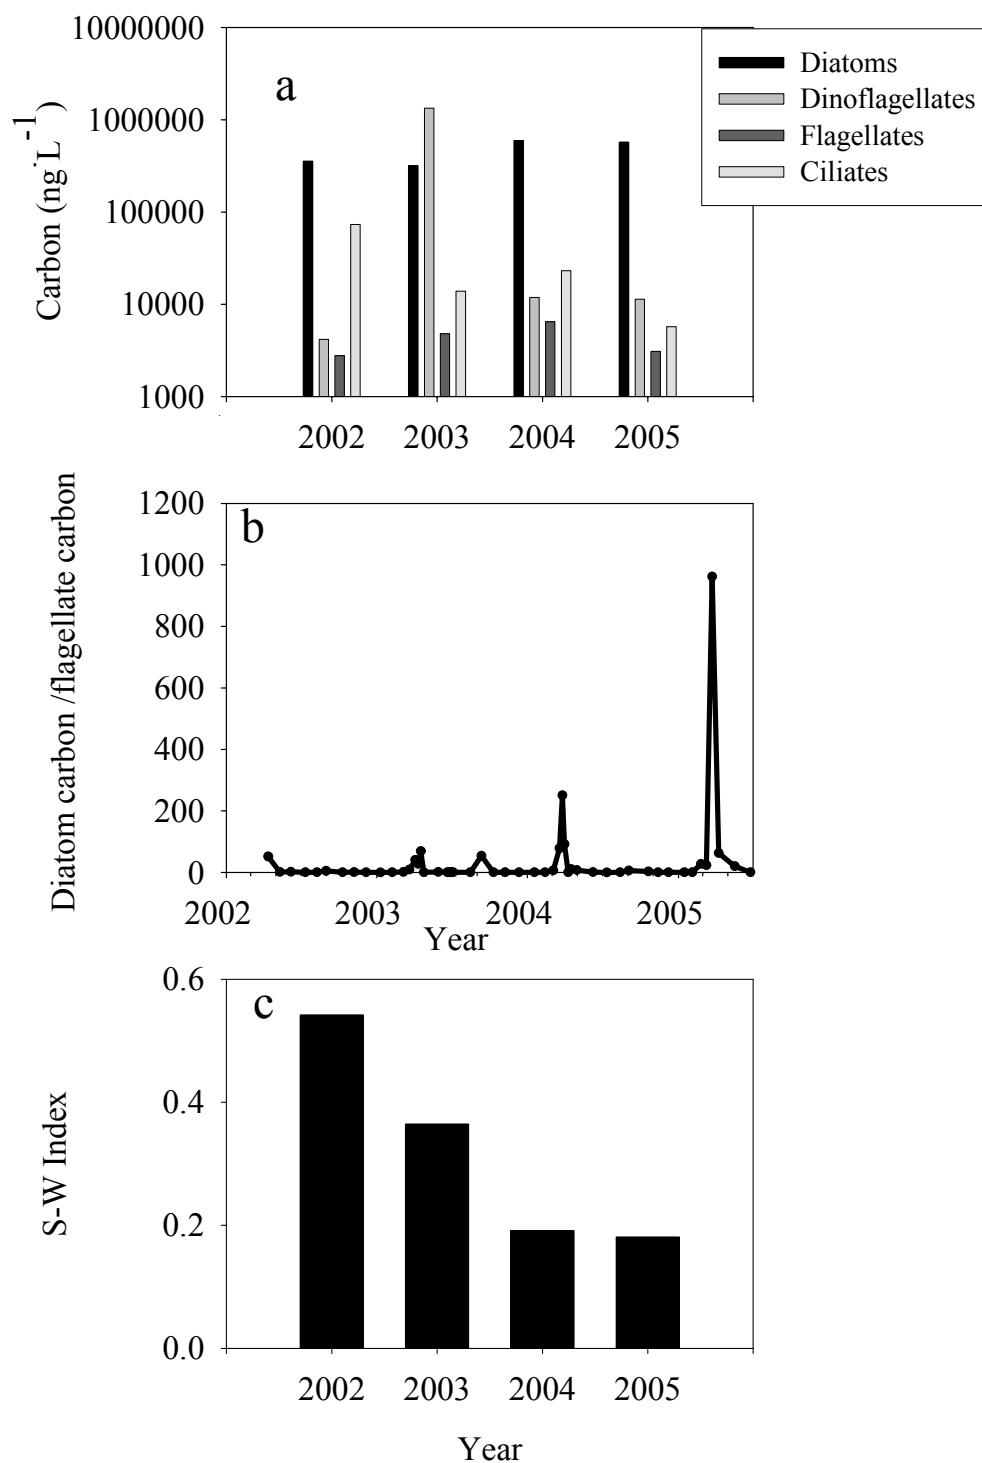 10000000
1000000
100000
10000
1000
Carbon (ng·L-1)
a
Diatoms
Dinoflagellates
Flagellates
Ciliates
2002 2003 2004 2005
1200
1000
800
600
400
200
0
Diatom carbon /flagellate carbon
b
2002 2003 2004 2005
Year
0.6
0.4
0.2
0.0
S-W Index
c
2002 2003 2004 2005
Year